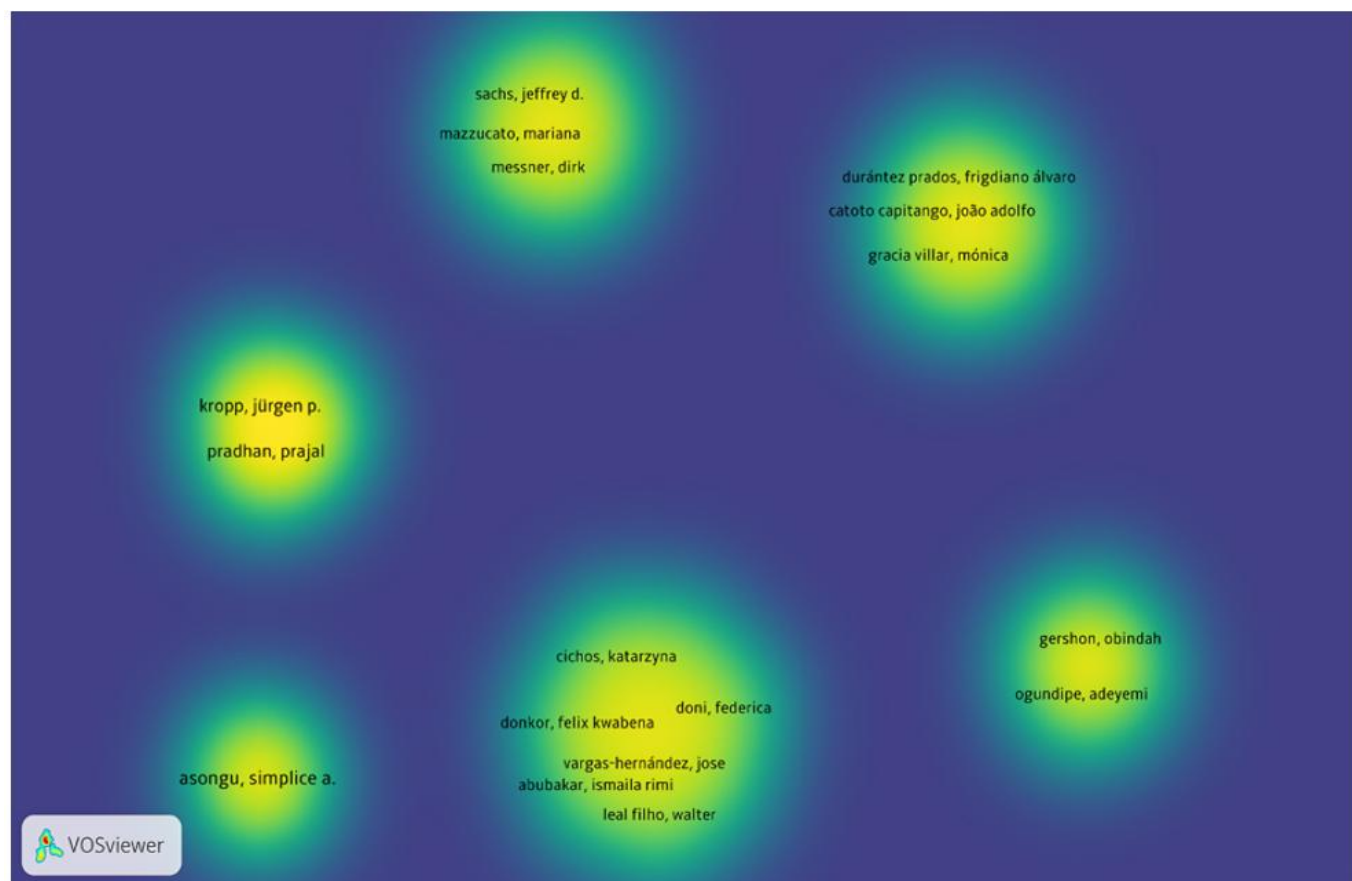 sachs, jeffrey d.
mazzucato, mariana
messner, dirk
durántez prados, frigdiano álvaro
catoto capitango, joão adolfo
gracia villar, mónica
kropp, jürgen p.
pradhan, prajal
cichos, katarzyna
doni, federica
donkor, felix kwabena
vargas-hernández, jose
abubakar, ismaila rimi
leal filho, walter
gershon, obindah
ogundipe, adeyemi
asongu, simplice a.
VOSviewer